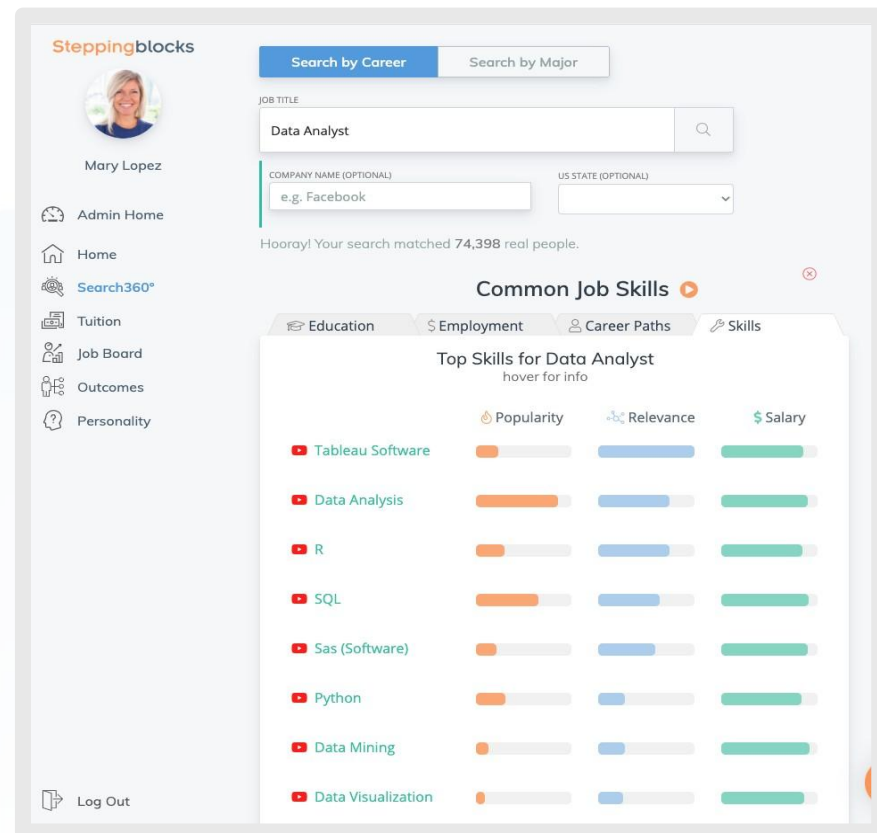 Steppingblocks
Mary Lopez
Admin Home
Home
Search360°
Tuition
Job Board
Outcomes
Personality
Log Out
Search by Career Search by Major
JOB TITLE
Data Analyst
COMPANY NAME (OPTIONAL) US STATE (OPTIONAL)
e.g. Facebook
Hooray! Your search matched 74,398 real people.
Common Job Skills
Education $ Employment Career Paths Skills
Top Skills for Data Analyst
hover for info
Popularity Relevance $ Salary
Tableau Software
Data Analysis
R
SQL
Sas (Software)
Python
Data Mining
Data Visualization